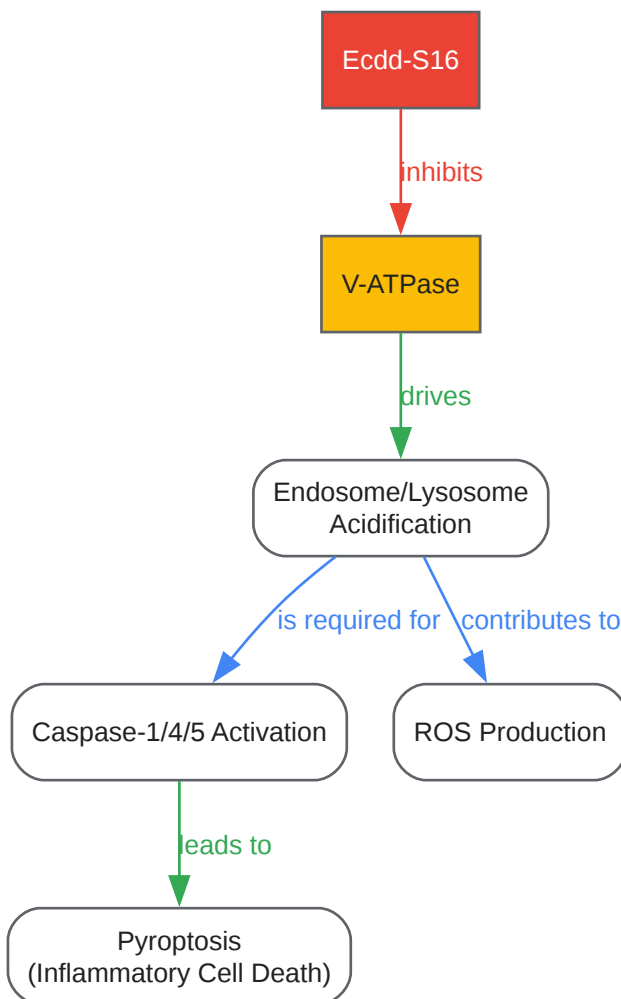 Ecdd-S16
inhibits
V-ATPase
drives
Endosome/Lysosome
Acidification
is required for
contributes to
Caspase-1/4/5 Activation
ROS Production
leads to
Pyroptosis
(Inflammatory Cell Death)